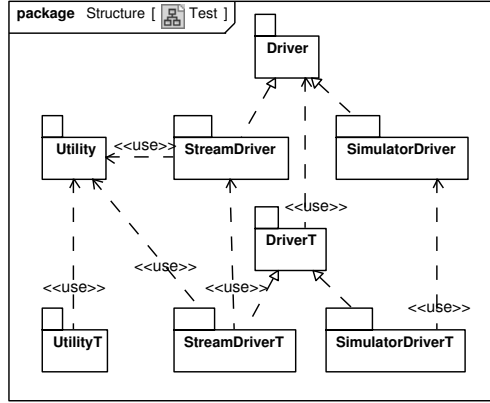 package Structure [ Test ]
Driver
Utility
<<use>>
StreamDriver
SimulatorDriver
<<use>>
DriverT
<<use>>
<<use>>
<<use>>
<<use>>
UtilityT
StreamDriverT
SimulatorDriverT